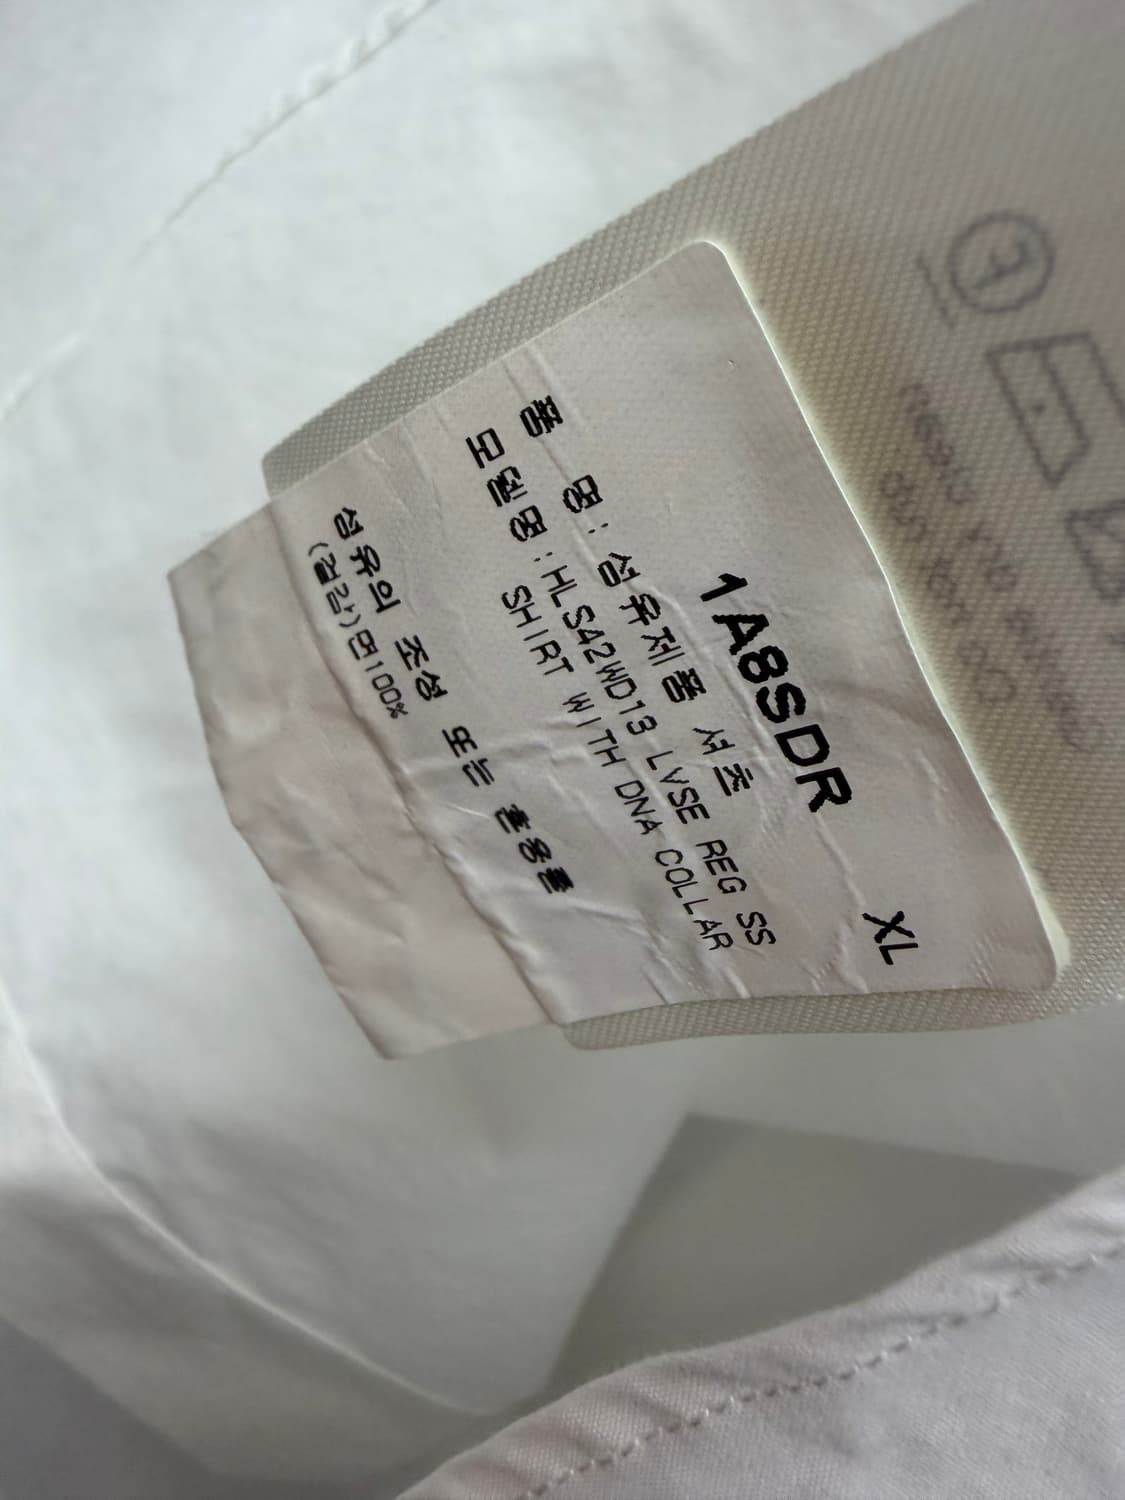 1A8SDR XL
품 명: 섬유제품 셔츠
모델명:HLS42WD13 LVSE REG SS
SHIRT WITH DNA COLLAR
섬유의 조성 또는 혼용률
(겉감)면100%